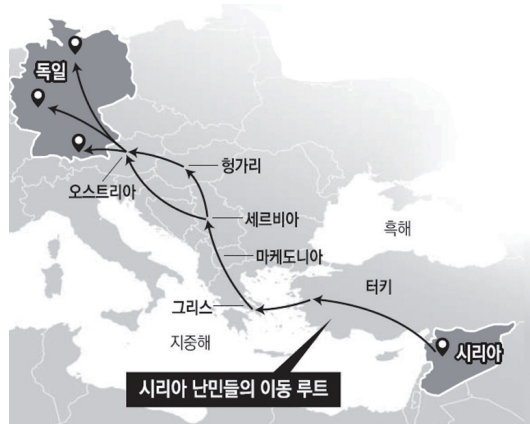 독일
헝가리
오스트리아
세르비아
흑해
마케도니아
터키
그리스
지중해
시리아
시리아 난민들의 이동 루트